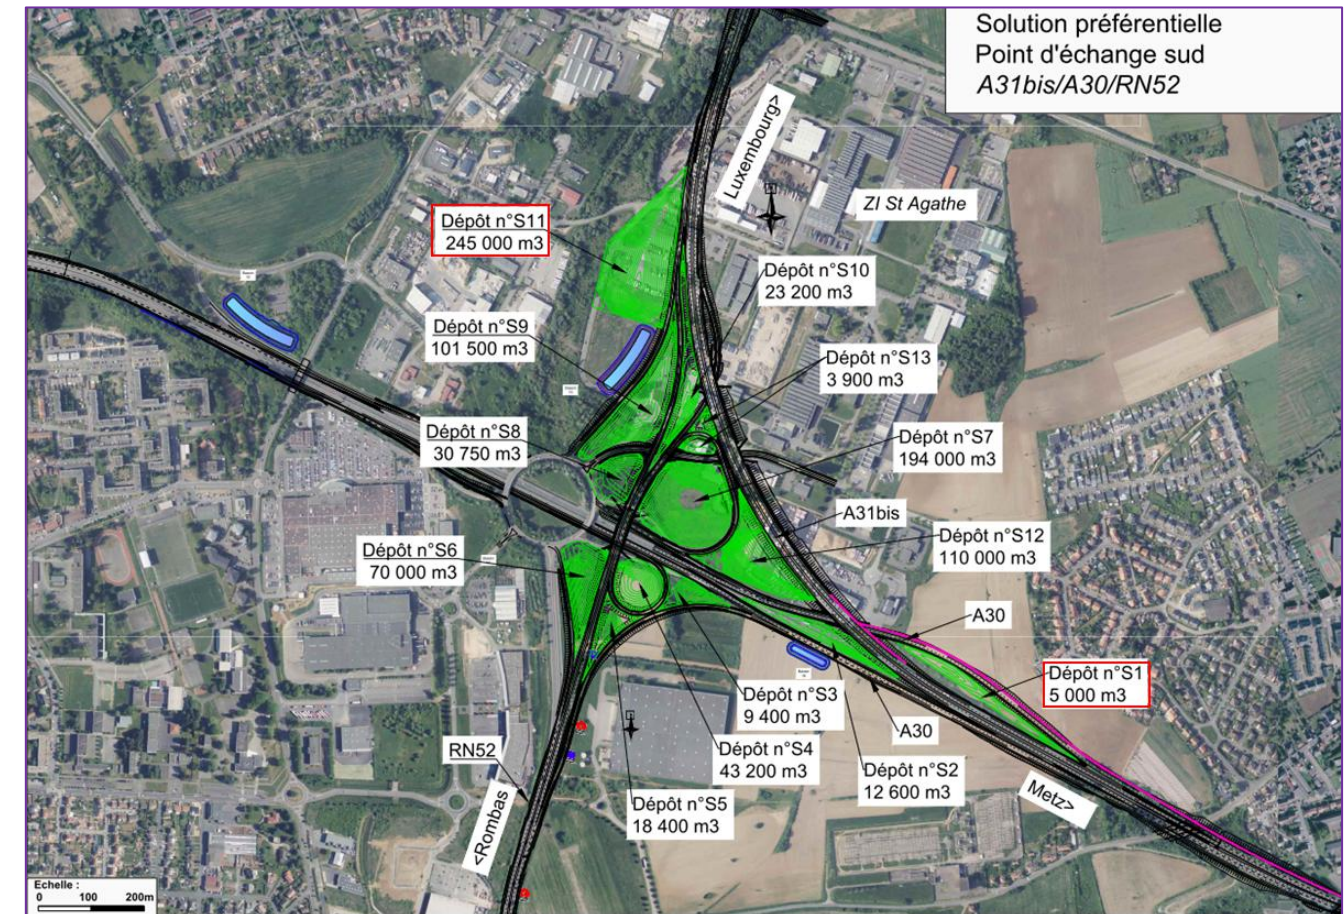 Solution préférentielle
Point d'échange sud
A31bis/A30/RN52
Luxembourg>
ZI St Agathe
Dépôt n°S11
245 000 m3
Dépôt n°S10
23 200 m3
Dépôt n°S9
101 500 m3
Dépôt n°S13
3 900 m3
Dépôt n°S8
30 750 m3
Dépôt n°S7
194 000 m3
A31bis
Dépôt n°S12
110 000 m3
Dépôt n°S6
70 000 m3
A30
Dépôt n°S1
5 000 m3
Dépôt n°S3
9 400 m3
A30
RN52
Dépôt n°S4
43 200 m3
Dépôt n°S2
12 600 m3
Metz>
<Rombas
Dépôt n°S5
18 400 m3
Echelle :
0 100 200m